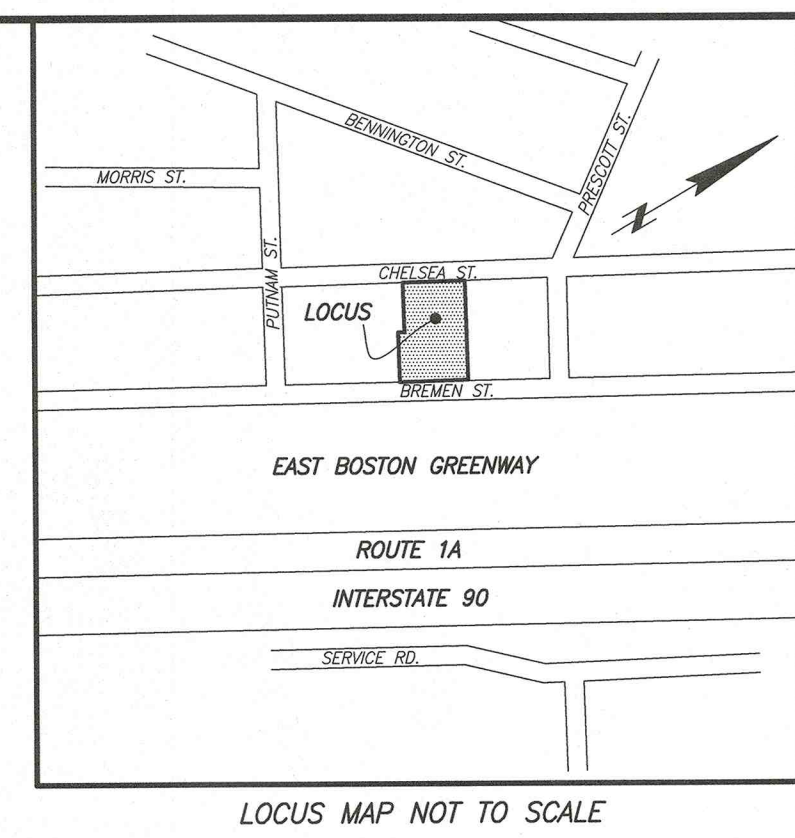 BENNINGTON ST.
PRESCOTT ST.
MORRIS ST.
N
PUTNAM ST.
CHELSEA ST.
LOCUS
BREMEN ST.
EAST BOSTON GREENWAY
ROUTE 1A
INTERSTATE 90
SERVICE RD.
LOCUS MAP NOT TO SCALE